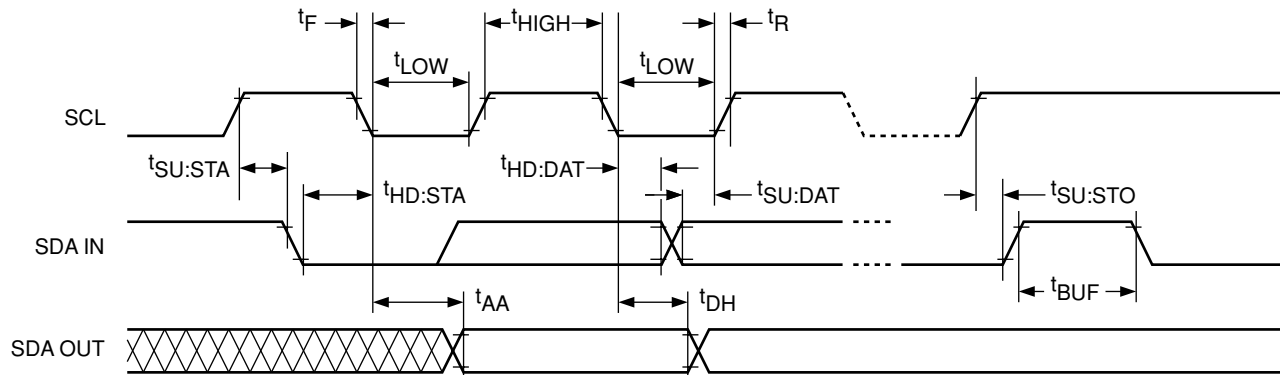 tF
tHIGH
tR
tLOW
tLOW
SCL
tSU:STA
tHD:STA
tHD:DAT
tSU:DAT
tSU:STO
SDA IN
tBUF
tAA
tDH
SDA OUT